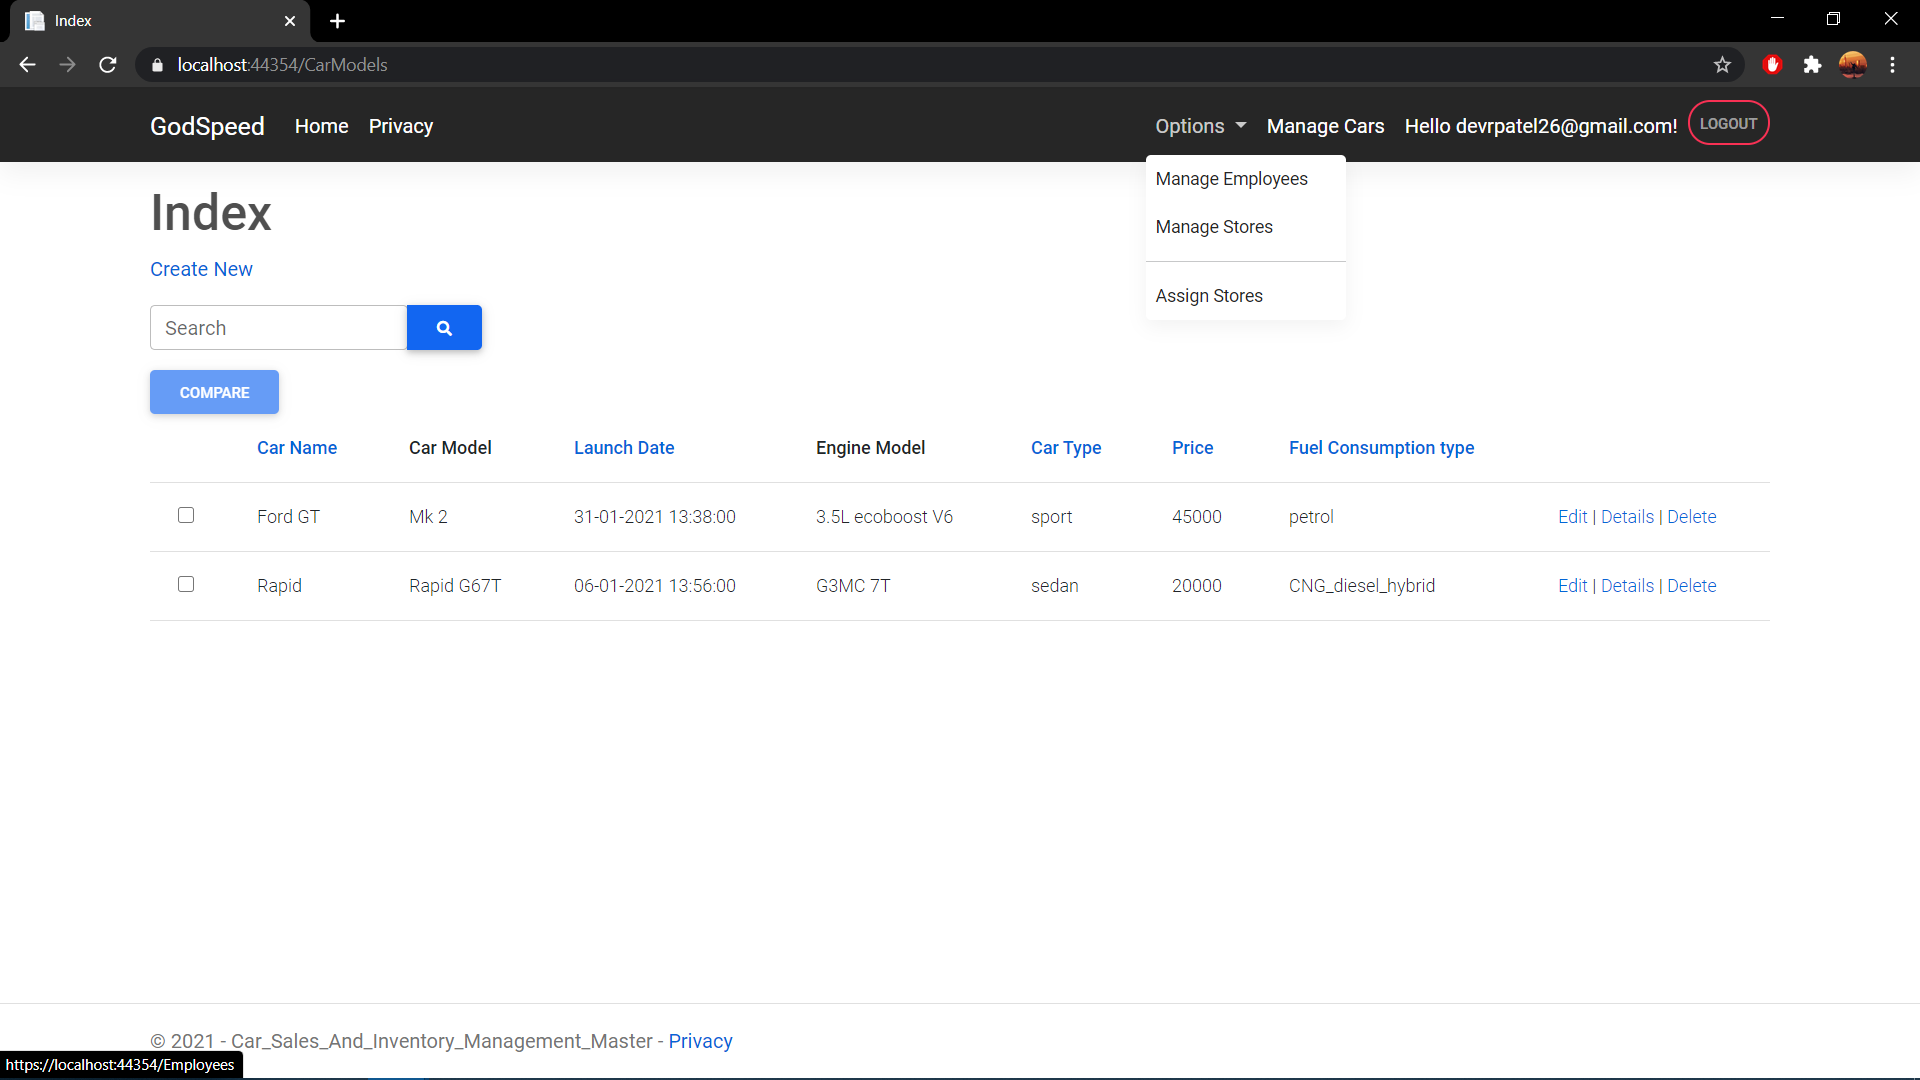 Index
localhost:44354/CarModels
GodSpeed Home Privacy Options Manage Cars Hello devrpatel26@gmail.com! LOGOUT
Manage Employees
Manage Stores
Assign Stores
Index
Create New
Search
COMPARE
Car Name Car Model Launch Date Engine Model Car Type Price Fuel Consumption type
Ford GT Mk 2 31-01-2021 13:38:00 3.5L ecoboost V6 sport 45000 petrol Edit | Details | Delete
Rapid Rapid G67T 06-01-2021 13:56:00 G3MC 7T sedan 20000 CNG_diesel_hybrid Edit | Details | Delete
© 2021 - Car_Sales_And_Inventory_Management_Master - Privacy
https://localhost:44354/Employees